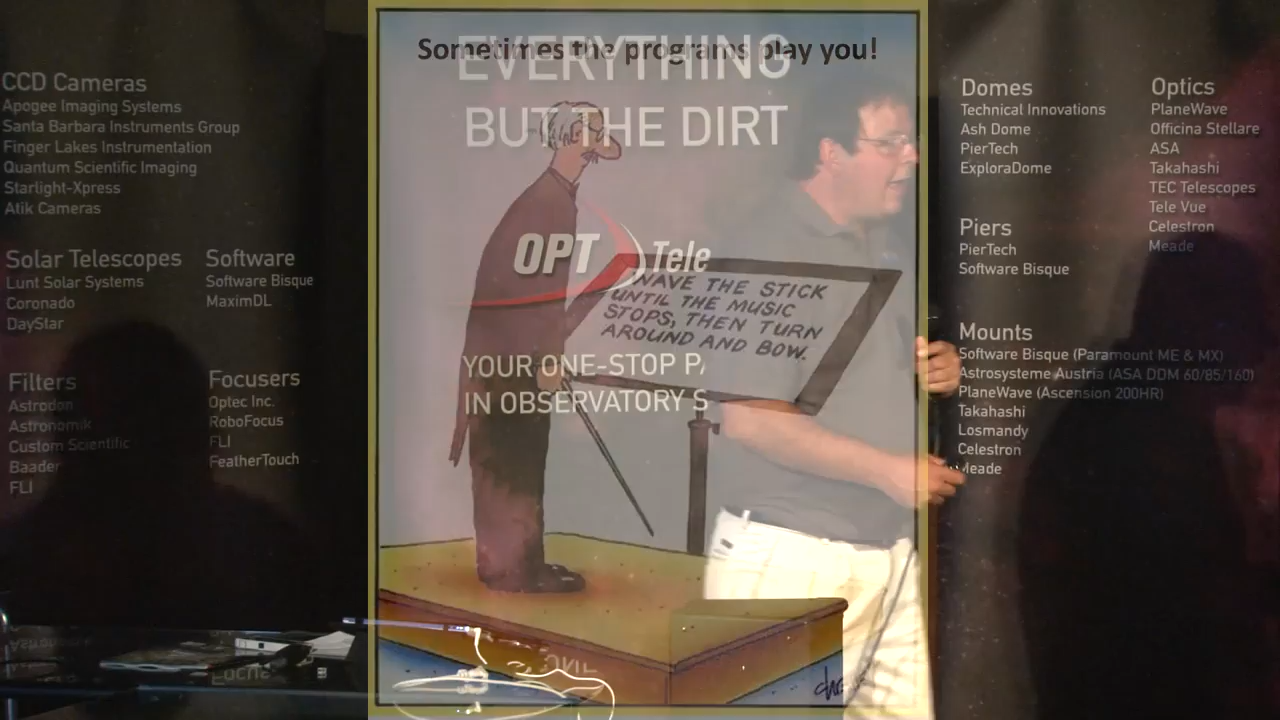 Sometimes the programs play you!
EVERYTHING
BUT THE DIRT
OPT Tele
YOUR ONE-STOP
IN OBSERVATORY S
WAVE THE STICK
UNTIL THE MUSIC
STOPS, THEN TURN
AROUND AND BOW.
CCD Cameras
Apogee Imaging Systems
Santa Barbara Instruments Group
Finger Lakes Instrumentation
Quantum Scientific Imaging
Starlight-Xpress
Atik Cameras
Solar Telescopes
Lunt Solar Systems
Coronado
DayStar
Software
Software Bisque
MaximDL
Filters
Astrodon
Astronomik
Custom Scientific
Baader
FLI
Focusers
Optec Inc.
RoboFocus
FLI
FeatherTouch
Domes
Technical Innovations
Ash Dome
PierTech
ExploraDome
Piers
PierTech
Software Bisque
Mounts
Software Bisque (Paramount ME & MX)
Astrosysteme Austria (ASA DDM 60/85/160)
PlaneWave (Ascension 200HR)
Takahashi
Losmandy
Celestron
Meade
Optics
PlaneWave
Officina Stellare
ASA
Takahashi
TEC Telescopes
Tele Vue
Celestron
Meade